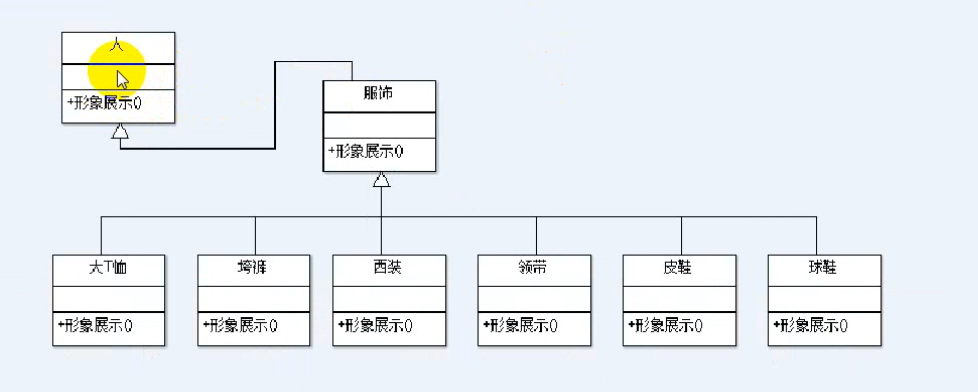 人
+形象展示()
服饰
+形象展示()
大T恤
+形象展示()
垮裤
+形象展示()
西装
+形象展示()
领带
+形象展示()
皮鞋
+形象展示()
球鞋
+形象展示()